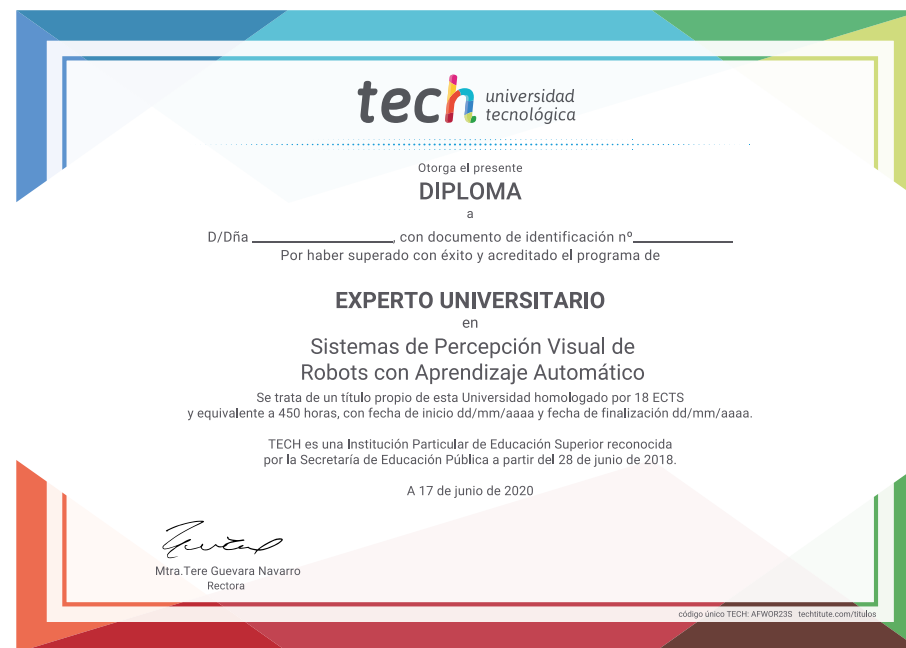 tech universidad
tecnológica
Otorga el presente
DIPLOMA
a
D/Dña ________________, con documento de identificación nº____________
Por haber superado con éxito y acreditado el programa de
EXPERTO UNIVERSITARIO
en
Sistemas de Percepción Visual de
Robots con Aprendizaje Automático
Se trata de un título propio de esta Universidad homologado por 18 ECTS
y equivalente a 450 horas, con fecha de inicio dd/mm/aaaa y fecha de finalización dd/mm/aaaa.
TECH es una Institución Particular de Educación Superior reconocida
por la Secretaría de Educación Pública a partir del 28 de junio de 2018.
A 17 de junio de 2020
Mtra.Tere Guevara Navarro
Rectora
código único TECH: AFWOR23S techtitute.com/titulos